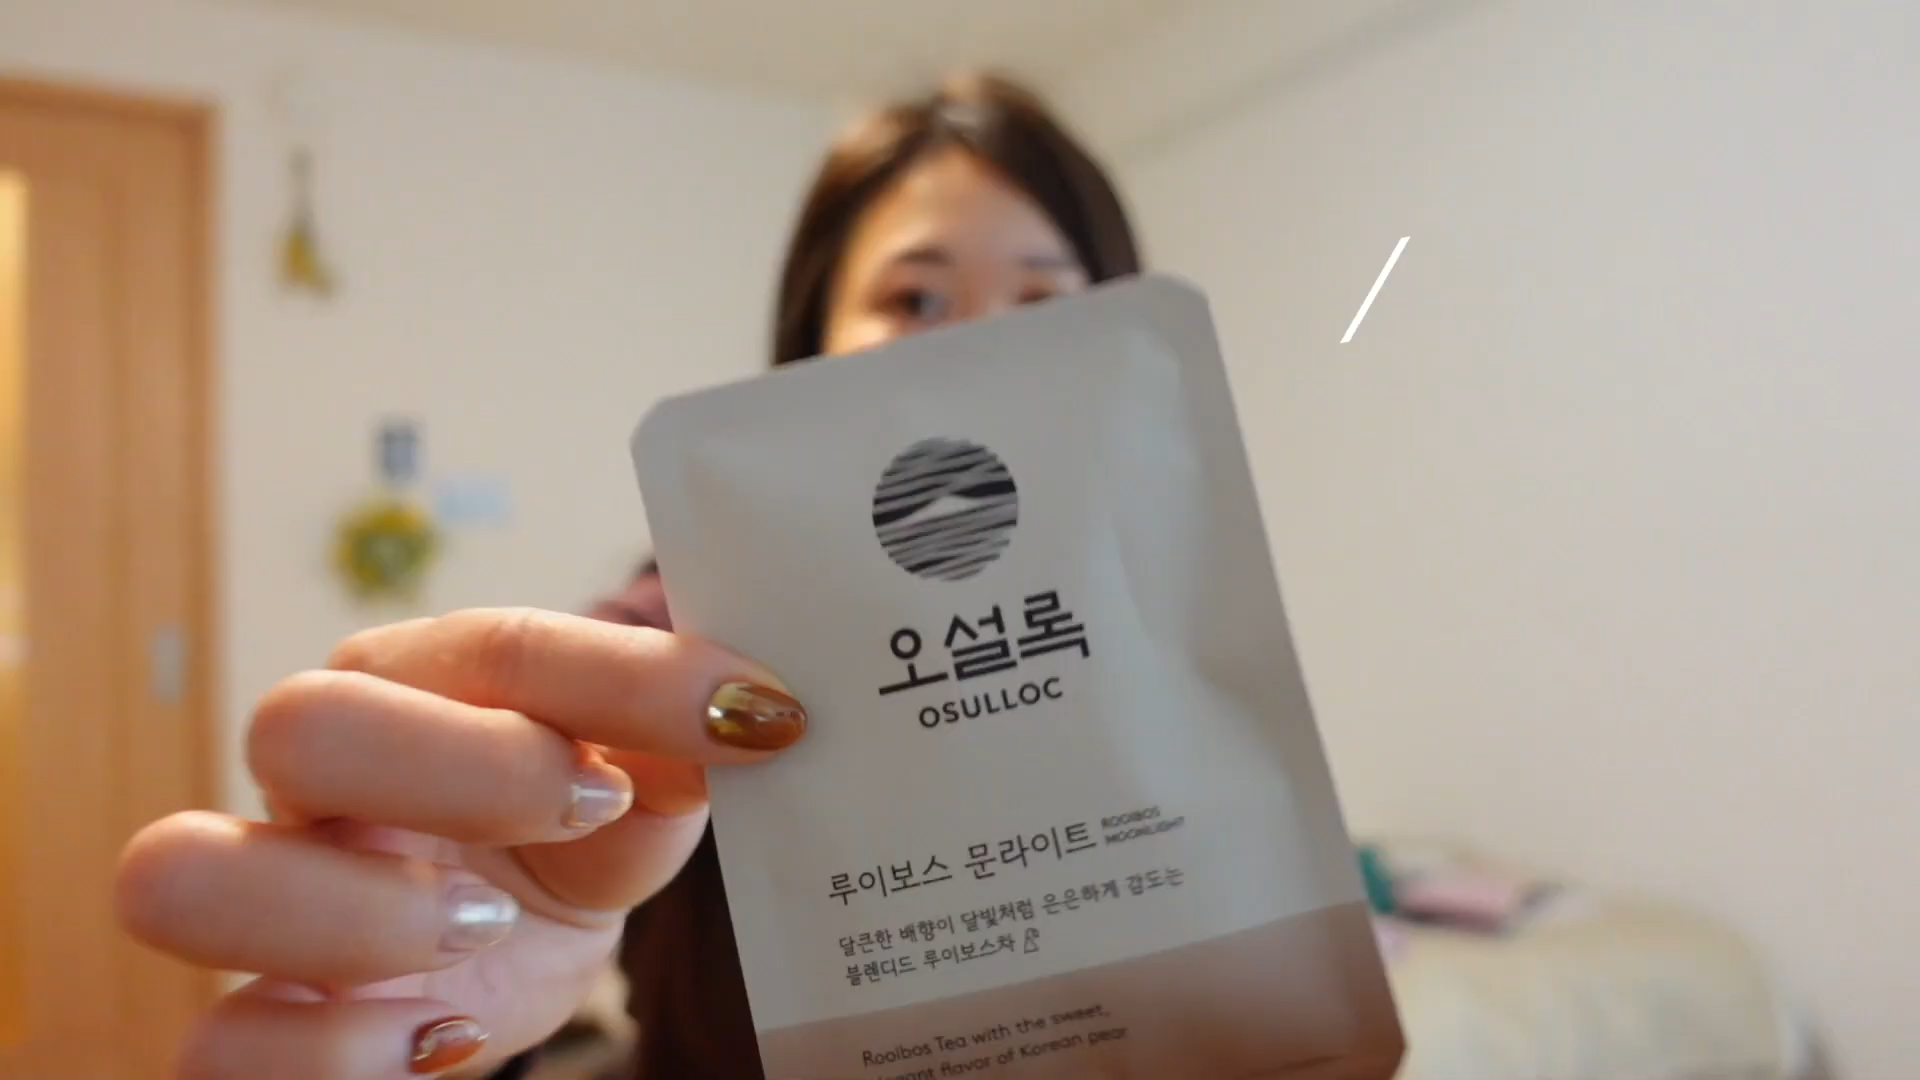 오설록
OSULLOC
루이보스 문라이트 ROOIBOS
MOONLIGHT
달큰한 배향이 달빛처럼 은은하게 감도는
블렌디드 루이보스차
Rooibos Tea with the sweet,
elegant flavor of Korean pear